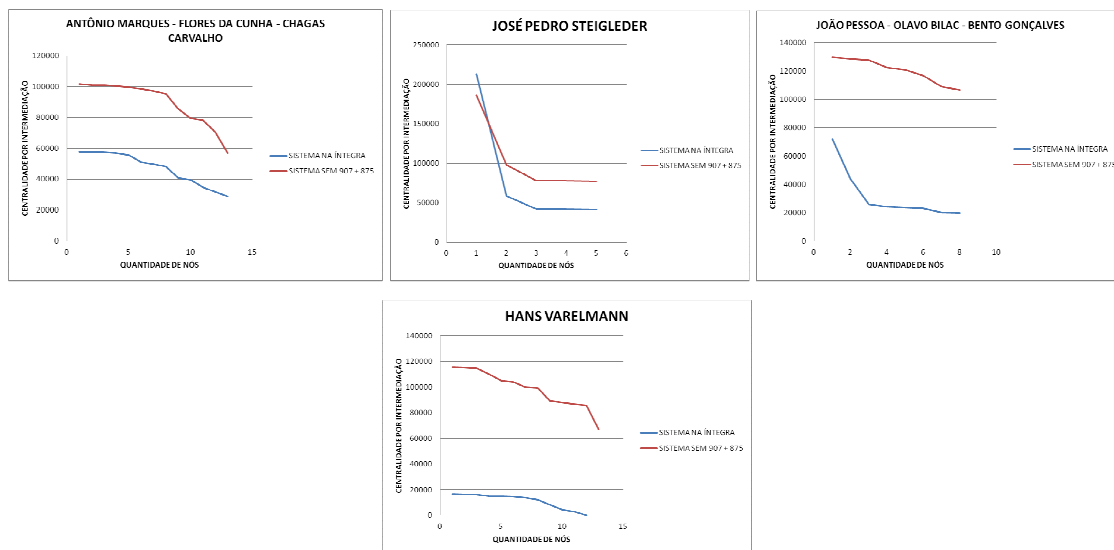 ANTÔNIO MARQUES - FLORES DA CUNHA - CHAGAS
CARVALHO
CENTRALIDADE POR INTERMEDIAÇÃO
120000
100000
80000
60000
40000
20000
0
0 5 10 15
QUANTIDADE DE NÓS
SISTEMA NA ÍNTEGRA
SISTEMA SEM 907 + 875
JOSÉ PEDRO STEIGLEDER
CENTRALIDADE POR INTERMEDIAÇÃO
250000
200000
150000
100000
50000
0
0 1 2 3 4 5 6
QUANTIDADE DE NÓS
SISTEMA NA ÍNTEGRA
SISTEMA SEM 907 + 875
JOÃO PESSOA - OLAVO BILAC - BENTO GONÇALVES
CENTRALIDADE POR INTERMEDIAÇÃO
140000
120000
100000
80000
60000
40000
20000
0
0 2 4 6 8 10
QUANTIDADE DE NÓS
SISTEMA NA ÍNTEGRA
SISTEMA SEM 907 + 875
HANS VARELMANN
CENTRALIDADE POR INTERMEDIAÇÃO
140000
120000
100000
80000
60000
40000
20000
0
0 5 10 15
QUANTIDADE DE NÓS
SISTEMA NA ÍNTEGRA
SISTEMA SEM 907 + 875